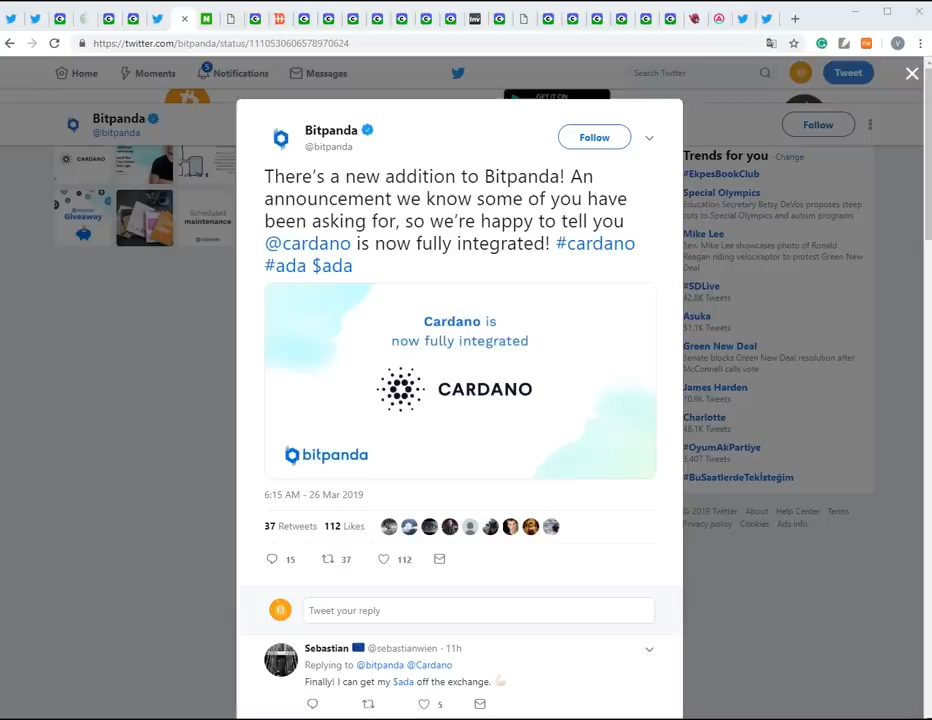 https://twitter.com/bitpanda/status/1110530606578970624
Home
Moments
5
Notifications
Messages
Search Twitter
Tweet
GET IT ON
Bitpanda
@bitpanda
Follow
CARDANO
Giveaway
Scheduled
maintenance
bitpanda
Bitpanda
@bitpanda
Follow
There's a new addition to Bitpanda! An
announcement we know some of you have
been asking for, so we're happy to tell you
@cardano is now fully integrated! #cardano
#ada $ada
Cardano is
now fully integrated
CARDANO
bitpanda
6:15 AM - 26 Mar 2019
37 Retweets 112 Likes
15 37 112
Tweet your reply
Sebastian @sebastianwien · 11h
Replying to @bitpanda @Cardano
Finally! I can get my $ada off the exchange.
5
Trends for you · Change
#EkpesBookClub
Special Olympics
Education Secretary Betsy DeVos proposes steep
cuts to Special Olympics and autism programs.
Mike Lee
Sen. Mike Lee showcases photo of Ronald
Reagan riding velociraptor to protest Green New
Deal
#SDLive
42.8K Tweets
Asuka
51.1K Tweets
Green New Deal
Senate blocks Green New Deal resolution after
McConnell calls vote
James Harden
10.9K Tweets
Charlotte
48.1K Tweets
#OyumAkPartiye
3,407 Tweets
#BuSaatlerdeTekİsteğim
© 2019 Twitter About Help Center Terms
Privacy policy Cookies Ads info